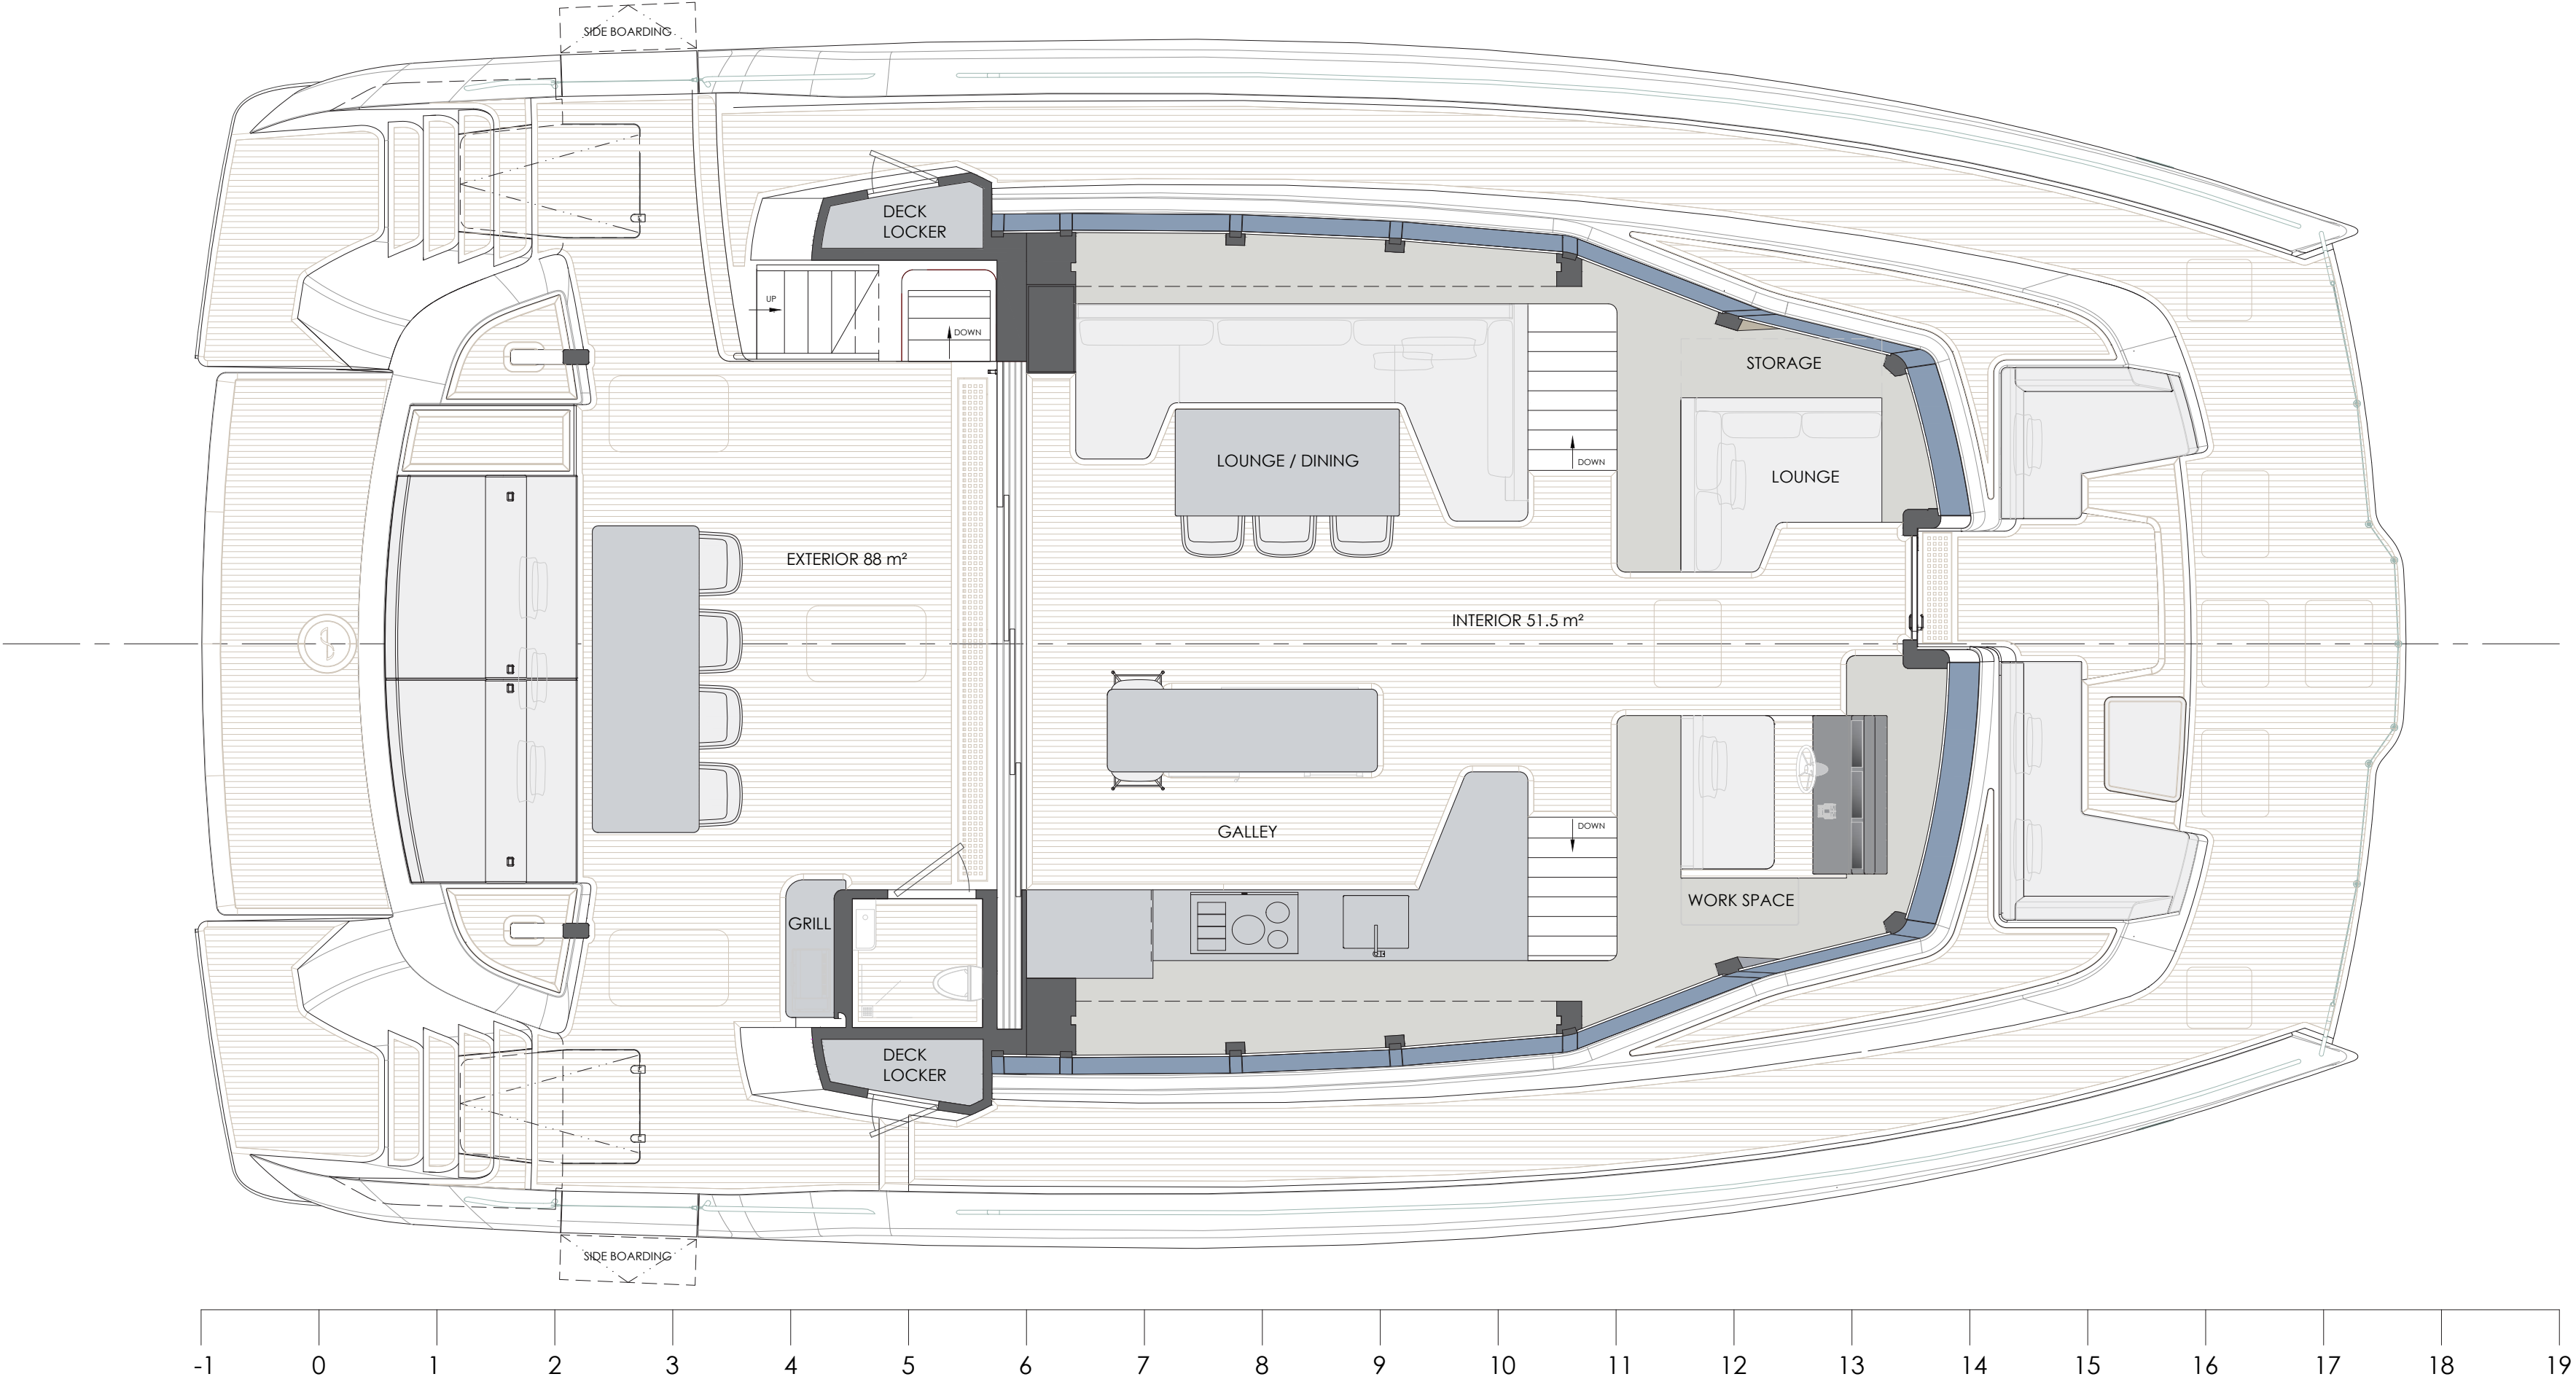 SIDE BOARDING
DECK
LOCKER
UP
DOWN
STORAGE
LOUNGE / DINING
DOWN
LOUNGE
EXTERIOR 88 m²
INTERIOR 51.5 m²
GALLEY
DOWN
WORK SPACE
GRILL
DECK
LOCKER
SIDE BOARDING
-1 0 1 2 3 4 5 6 7 8 9 10 11 12 13 14 15 16 17 18 19